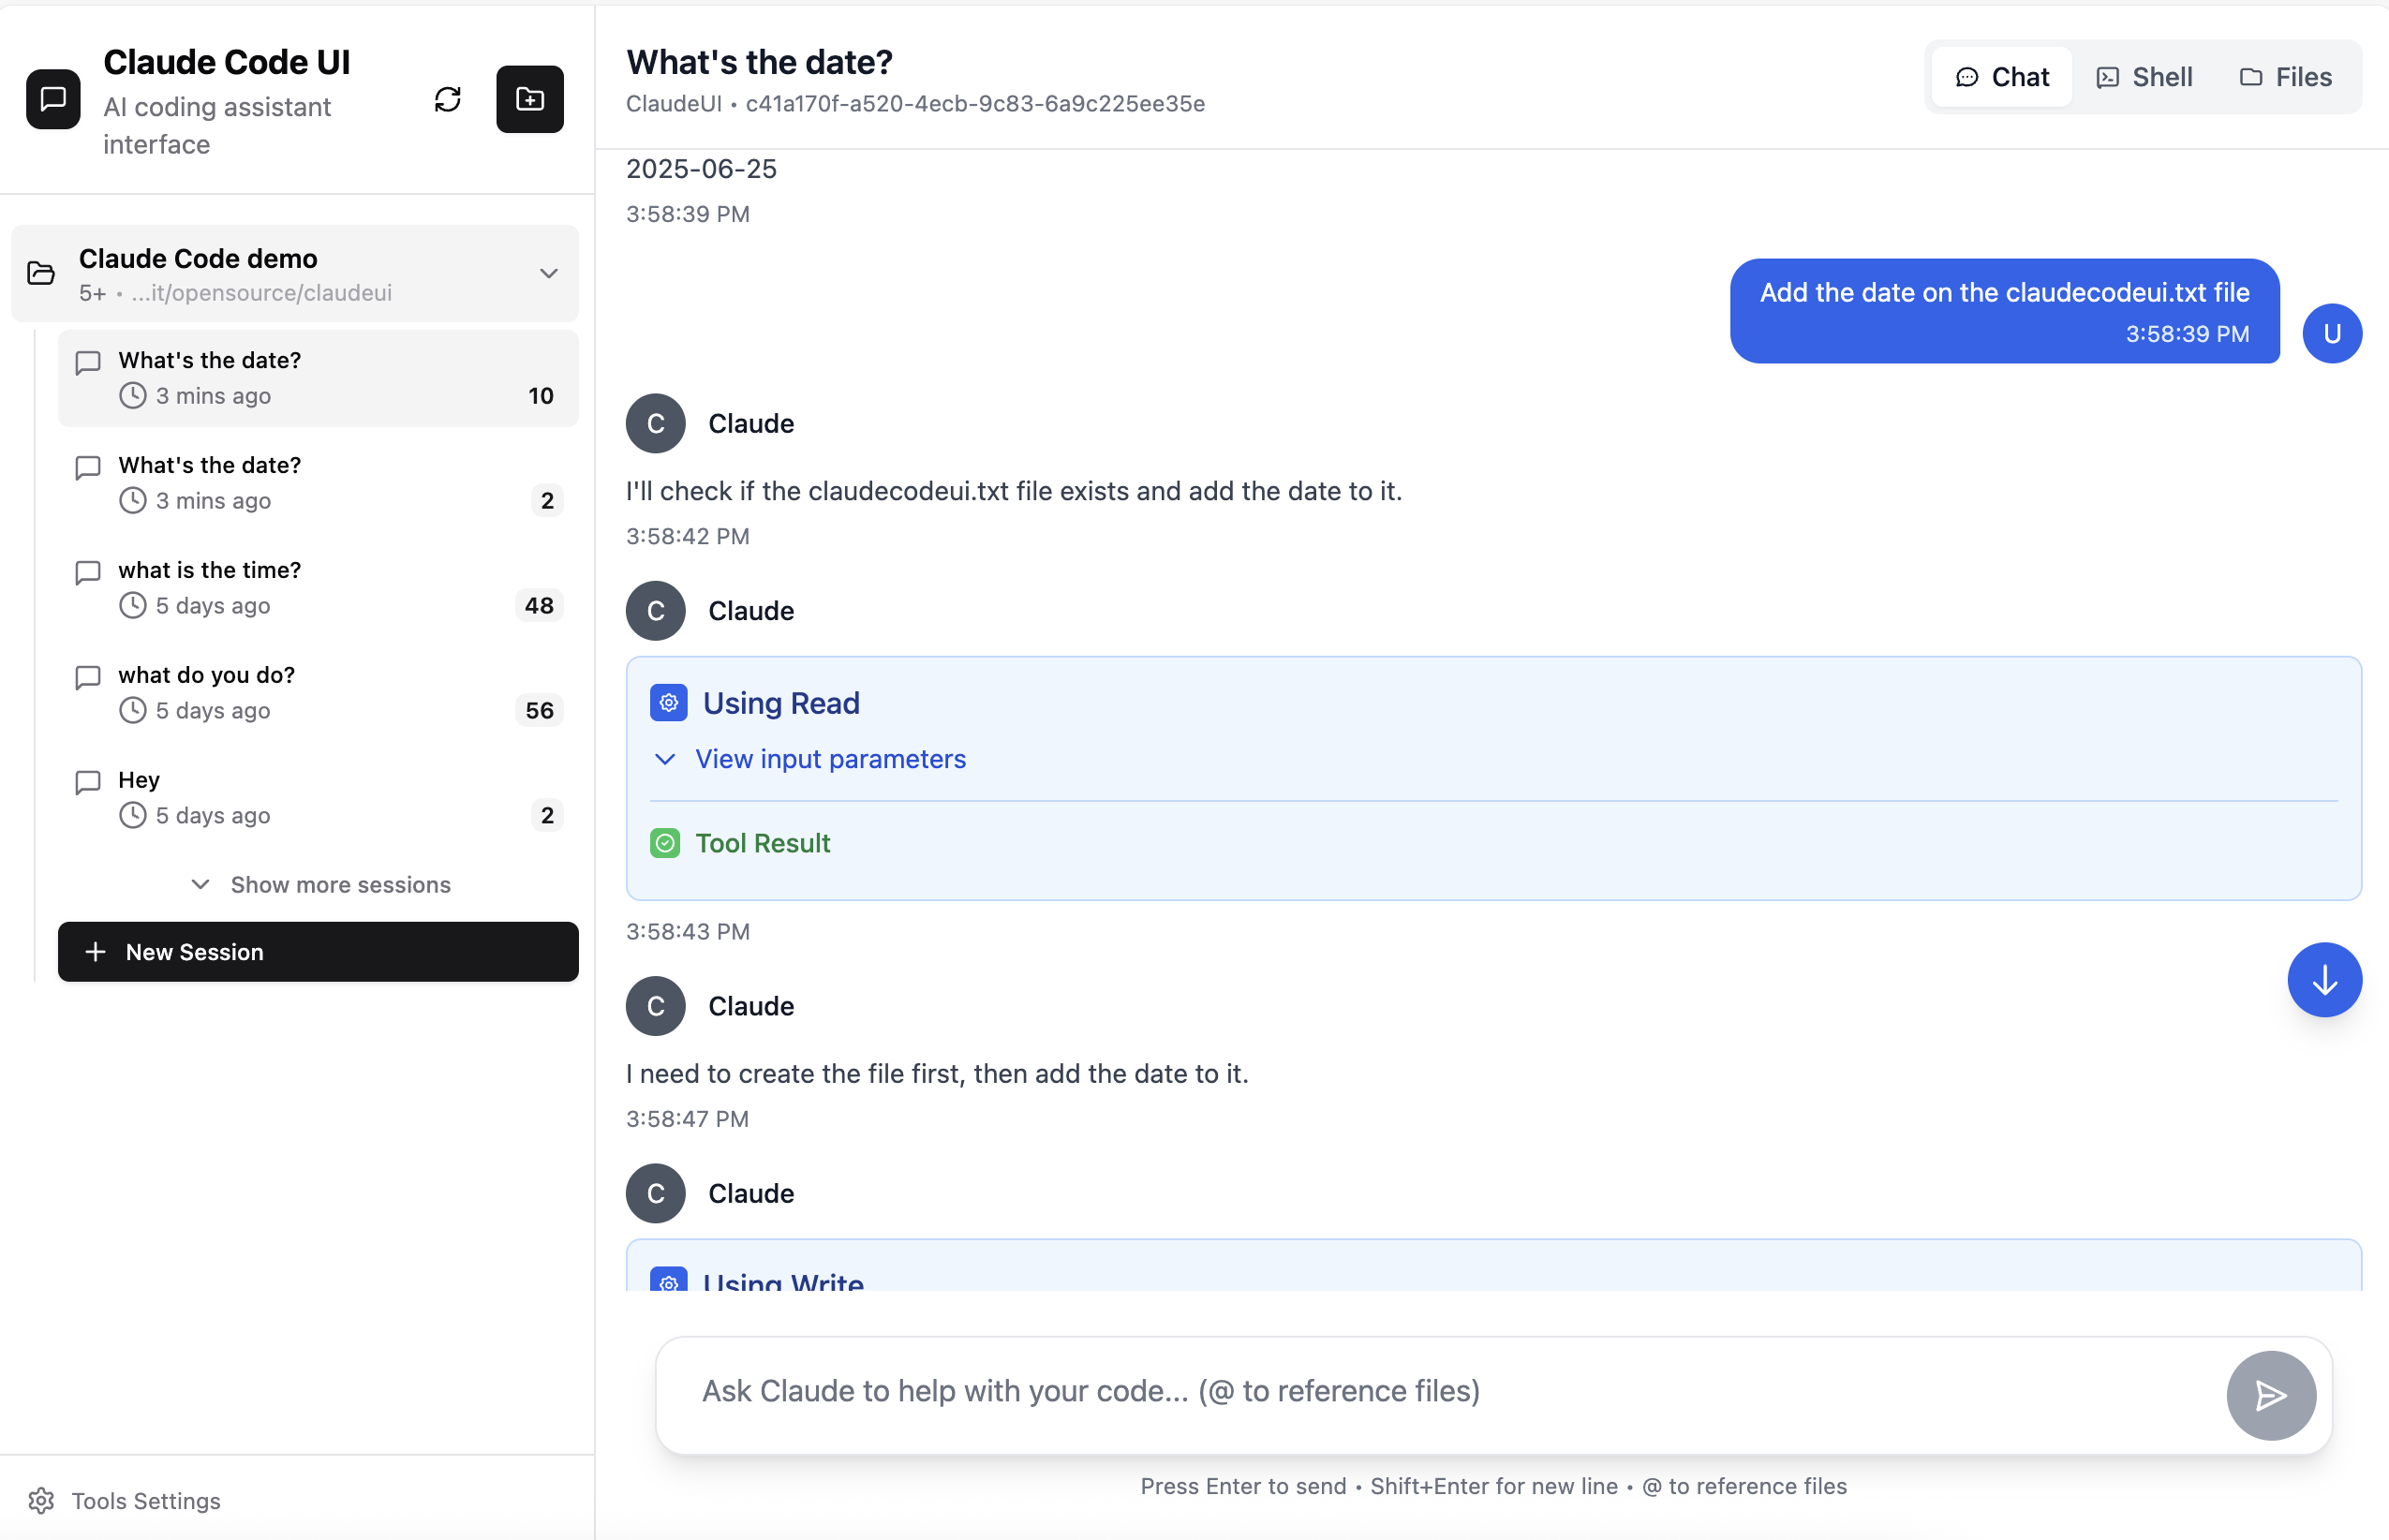 Claude Code UI
AI coding assistant
interface
Claude Code demo
5+ • ...it/opensource/claudeui
What's the date?
3 mins ago
10
What's the date?
3 mins ago
2
what is the time?
5 days ago
48
what do you do?
5 days ago
56
Hey
5 days ago
2
Show more sessions
New Session
Tools Settings
What's the date?
ClaudeUI • c41a170f-a520-4ecb-9c83-6a9c225ee35e
Chat
Shell
Files
2025-06-25
3:58:39 PM
Add the date on the claudecodeui.txt file
3:58:39 PM
U
C
Claude
I'll check if the claudecodeui.txt file exists and add the date to it.
3:58:42 PM
C
Claude
Using Read
View input parameters
Tool Result
3:58:43 PM
C
Claude
I need to create the file first, then add the date to it.
3:58:47 PM
C
Claude
Using Write
Ask Claude to help with your code... (@ to reference files)
Press Enter to send • Shift+Enter for new line • @ to reference files